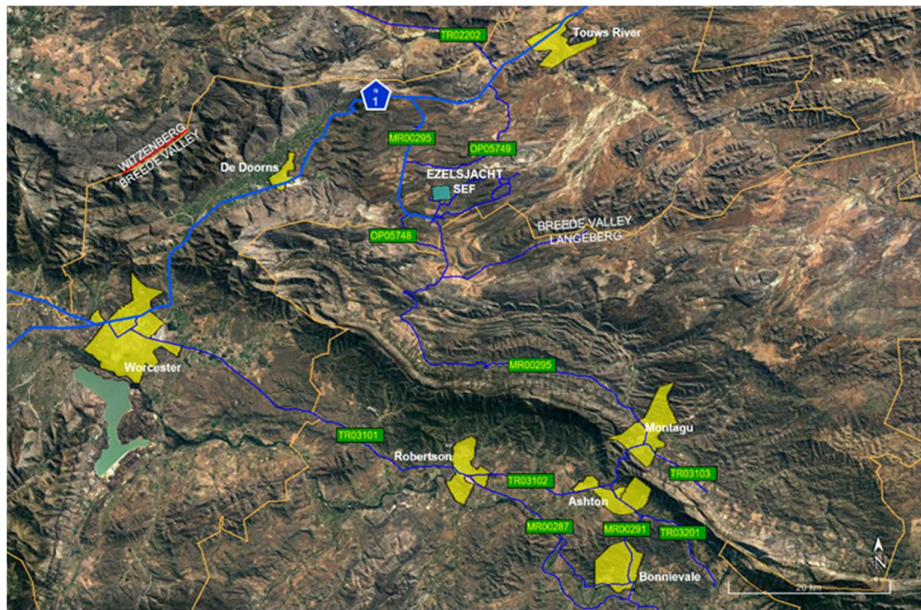 TR02202
Touws River
N
1
MR00295
WITZENBERG
BREEDE VALLEY
De Doorns
OP05749
EZELSJACHT
SEF
OP05748
BREEDE VALLEY
LANGEBERG
Worcester
MR00295
TR03101
Montagu
Robertson
TR03102
Ashton
TR03103
MR00287
MR00291
TR03201
Bonnievale
N
20 km